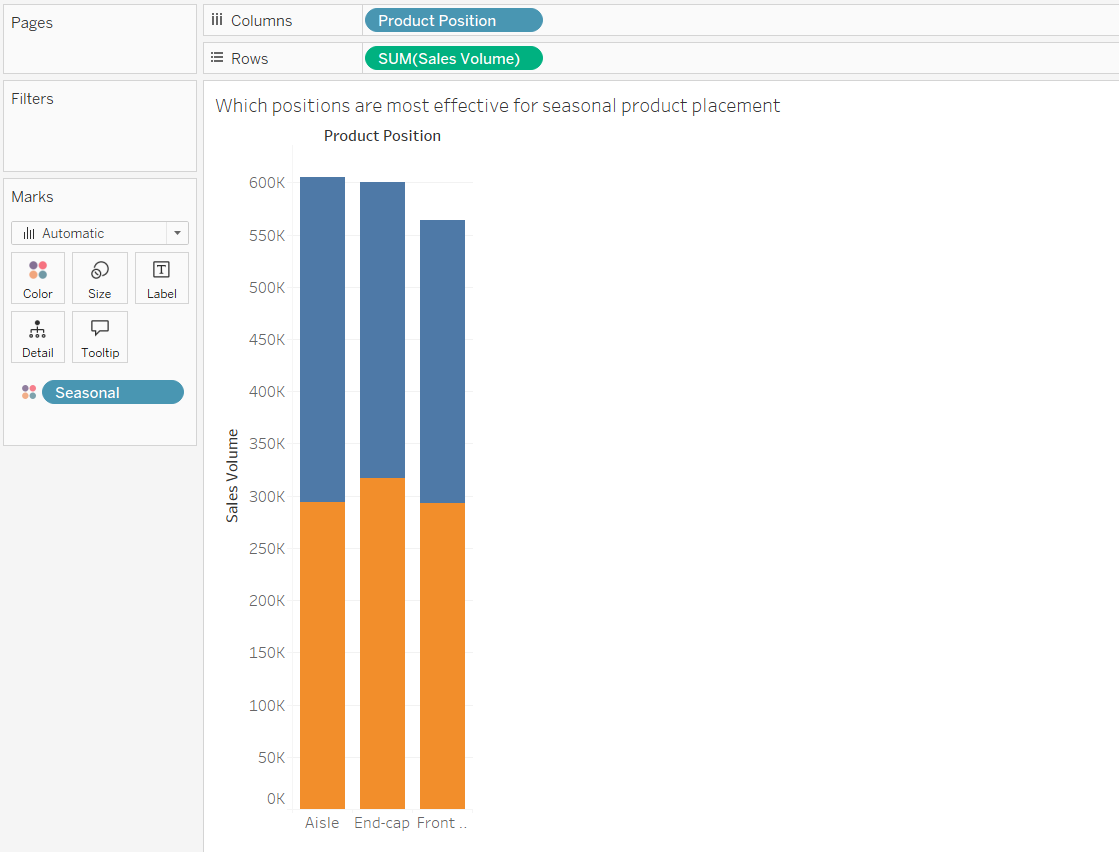 Pages
Columns
Product Position
Rows
SUM(Sales Volume)
Filters
Marks
Automatic
Color
Size
Label
Detail
Tooltip
Seasonal
Which positions are most effective for seasonal product placement
Product Position
600K
550K
500K
450K
400K
350K
300K
250K
200K
150K
100K
50K
0K
Sales Volume
Aisle End-cap Front ..